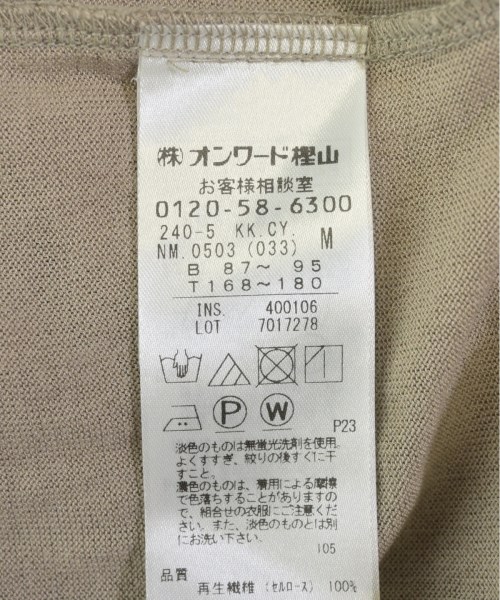 ㈱オンワード樫山
お客様相談室
0120-58-6300
240-5 KK.CY.
NM.0503 (033) M
B 87～ 95
T168～180
INS. 400106
LOT 7017278
P W
P23
淡色のものは無蛍光洗剤を使用。
よくすすぎ、絞りの後すぐに干
すこと。
濃色のものは、着用による摩擦
で色落ちすることがありますの
で、組合せの衣服にご注意くだ
さい。また、淡色のものとは別
にお洗い下さい。
105
品質
再生繊維 (セルロース) 100%